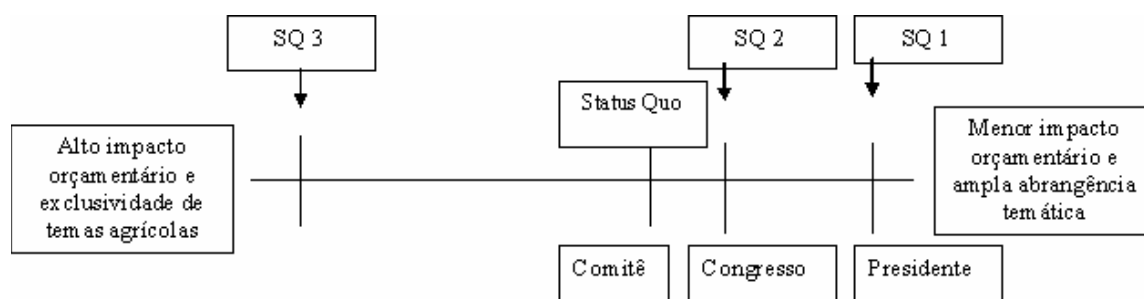 SQ 3
SQ 2
SQ 1
Status Quo
Alto impacto
orçamentário e
exclusividade de
temas agrícolas
Menor impacto
orçamentário e
ampla abrangência
temática
Comitê
Congresso
Presidente